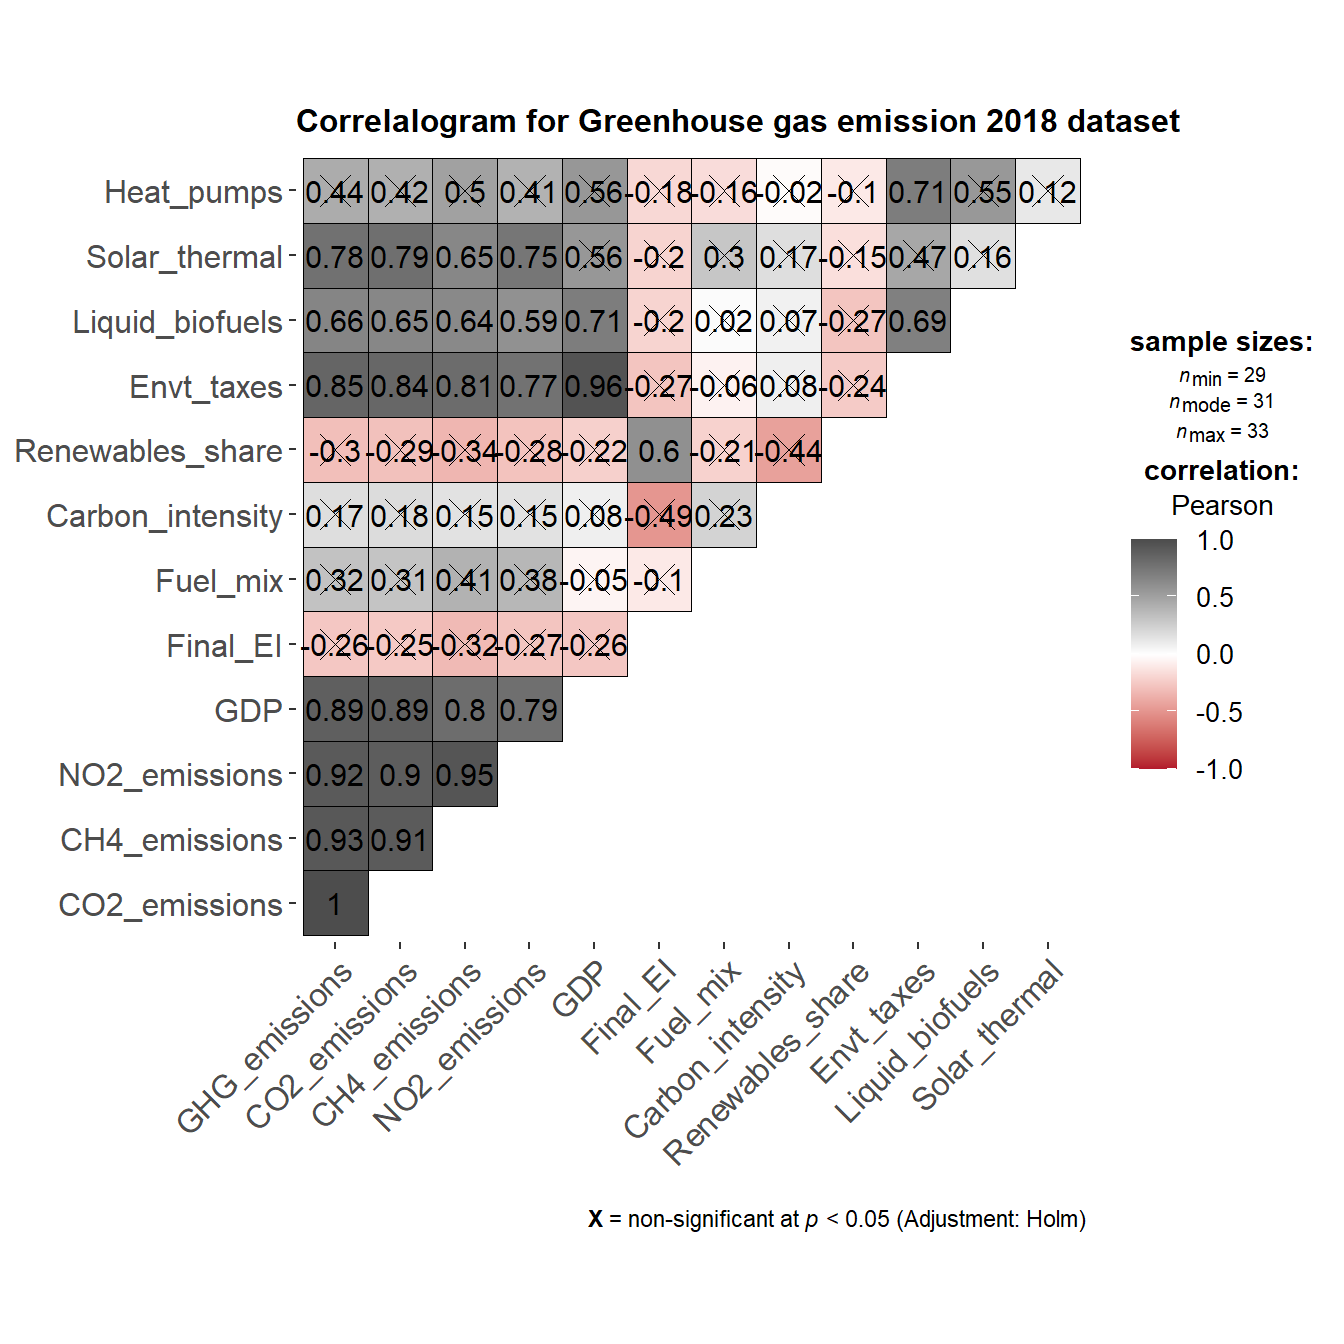 Correlalogram for Greenhouse gas emission 2018 dataset
Heat_pumps 0.44 0.42 0.5 0.41 0.56 -0.18 -0.16 -0.02 -0.1 0.71 0.55 0.12
Solar_thermal 0.78 0.79 0.65 0.75 0.56 -0.2 0.3 0.17 -0.15 0.47 0.16
Liquid_biofuels 0.66 0.65 0.64 0.59 0.71 -0.2 0.02 0.07 -0.27 0.69
Envt_taxes 0.85 0.84 0.81 0.77 0.96 -0.27 -0.06 0.08 -0.24
Renewables_share -0.3 -0.29 -0.34 -0.28 -0.22 0.6 -0.21 -0.44
Carbon_intensity 0.17 0.18 0.15 0.15 0.08 -0.49 0.23
Fuel_mix 0.32 0.31 0.41 0.38 -0.05 -0.1
Final_EI -0.26 -0.25 -0.32 -0.27 -0.26
GDP 0.89 0.89 0.8 0.79
NO2_emissions 0.92 0.9 0.95
CH4_emissions 0.93 0.91
CO2_emissions 1
GHG_emissions
CO2_emissions
CH4_emissions
NO2_emissions
GDP
Final_EI
Fuel_mix
Carbon_intensity
Renewables_share
Envt_taxes
Liquid_biofuels
Solar_thermal
sample sizes:
nmin = 29
nmode = 31
nmax = 33
correlation:
Pearson
1.0
0.5
0.0
-0.5
-1.0
X = non-significant at p < 0.05 (Adjustment: Holm)